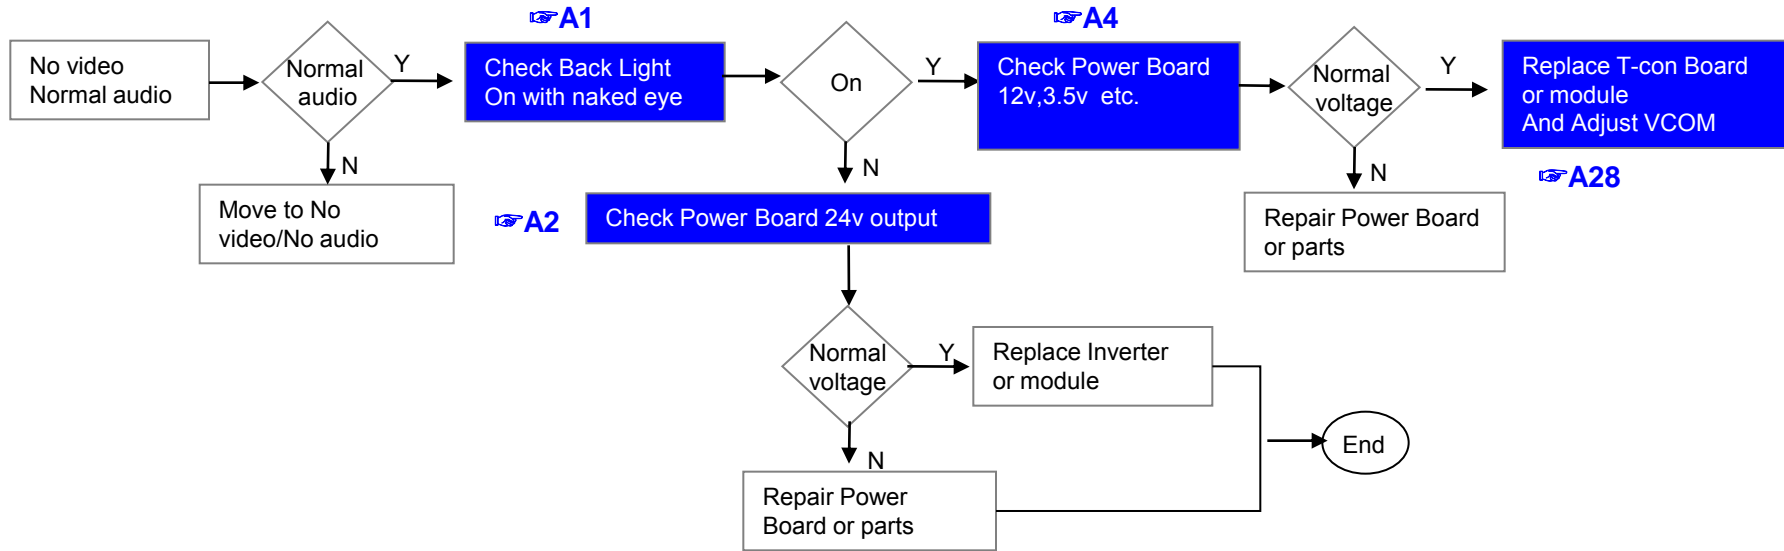 ☞A1
☞A4
No video
Normal audio
Normal
audio
Y
Check Back Light
On with naked eye
On
Y
Check Power Board
12v,3.5v etc.
Normal
voltage
Y
Replace T-con Board
or module
And Adjust VCOM
N
N
N
☞A28
Move to No
video/No audio
☞A2
Check Power Board 24v output
Repair Power Board
or parts
Normal
voltage
Y
Replace Inverter
or module
End
N
Repair Power
Board or parts